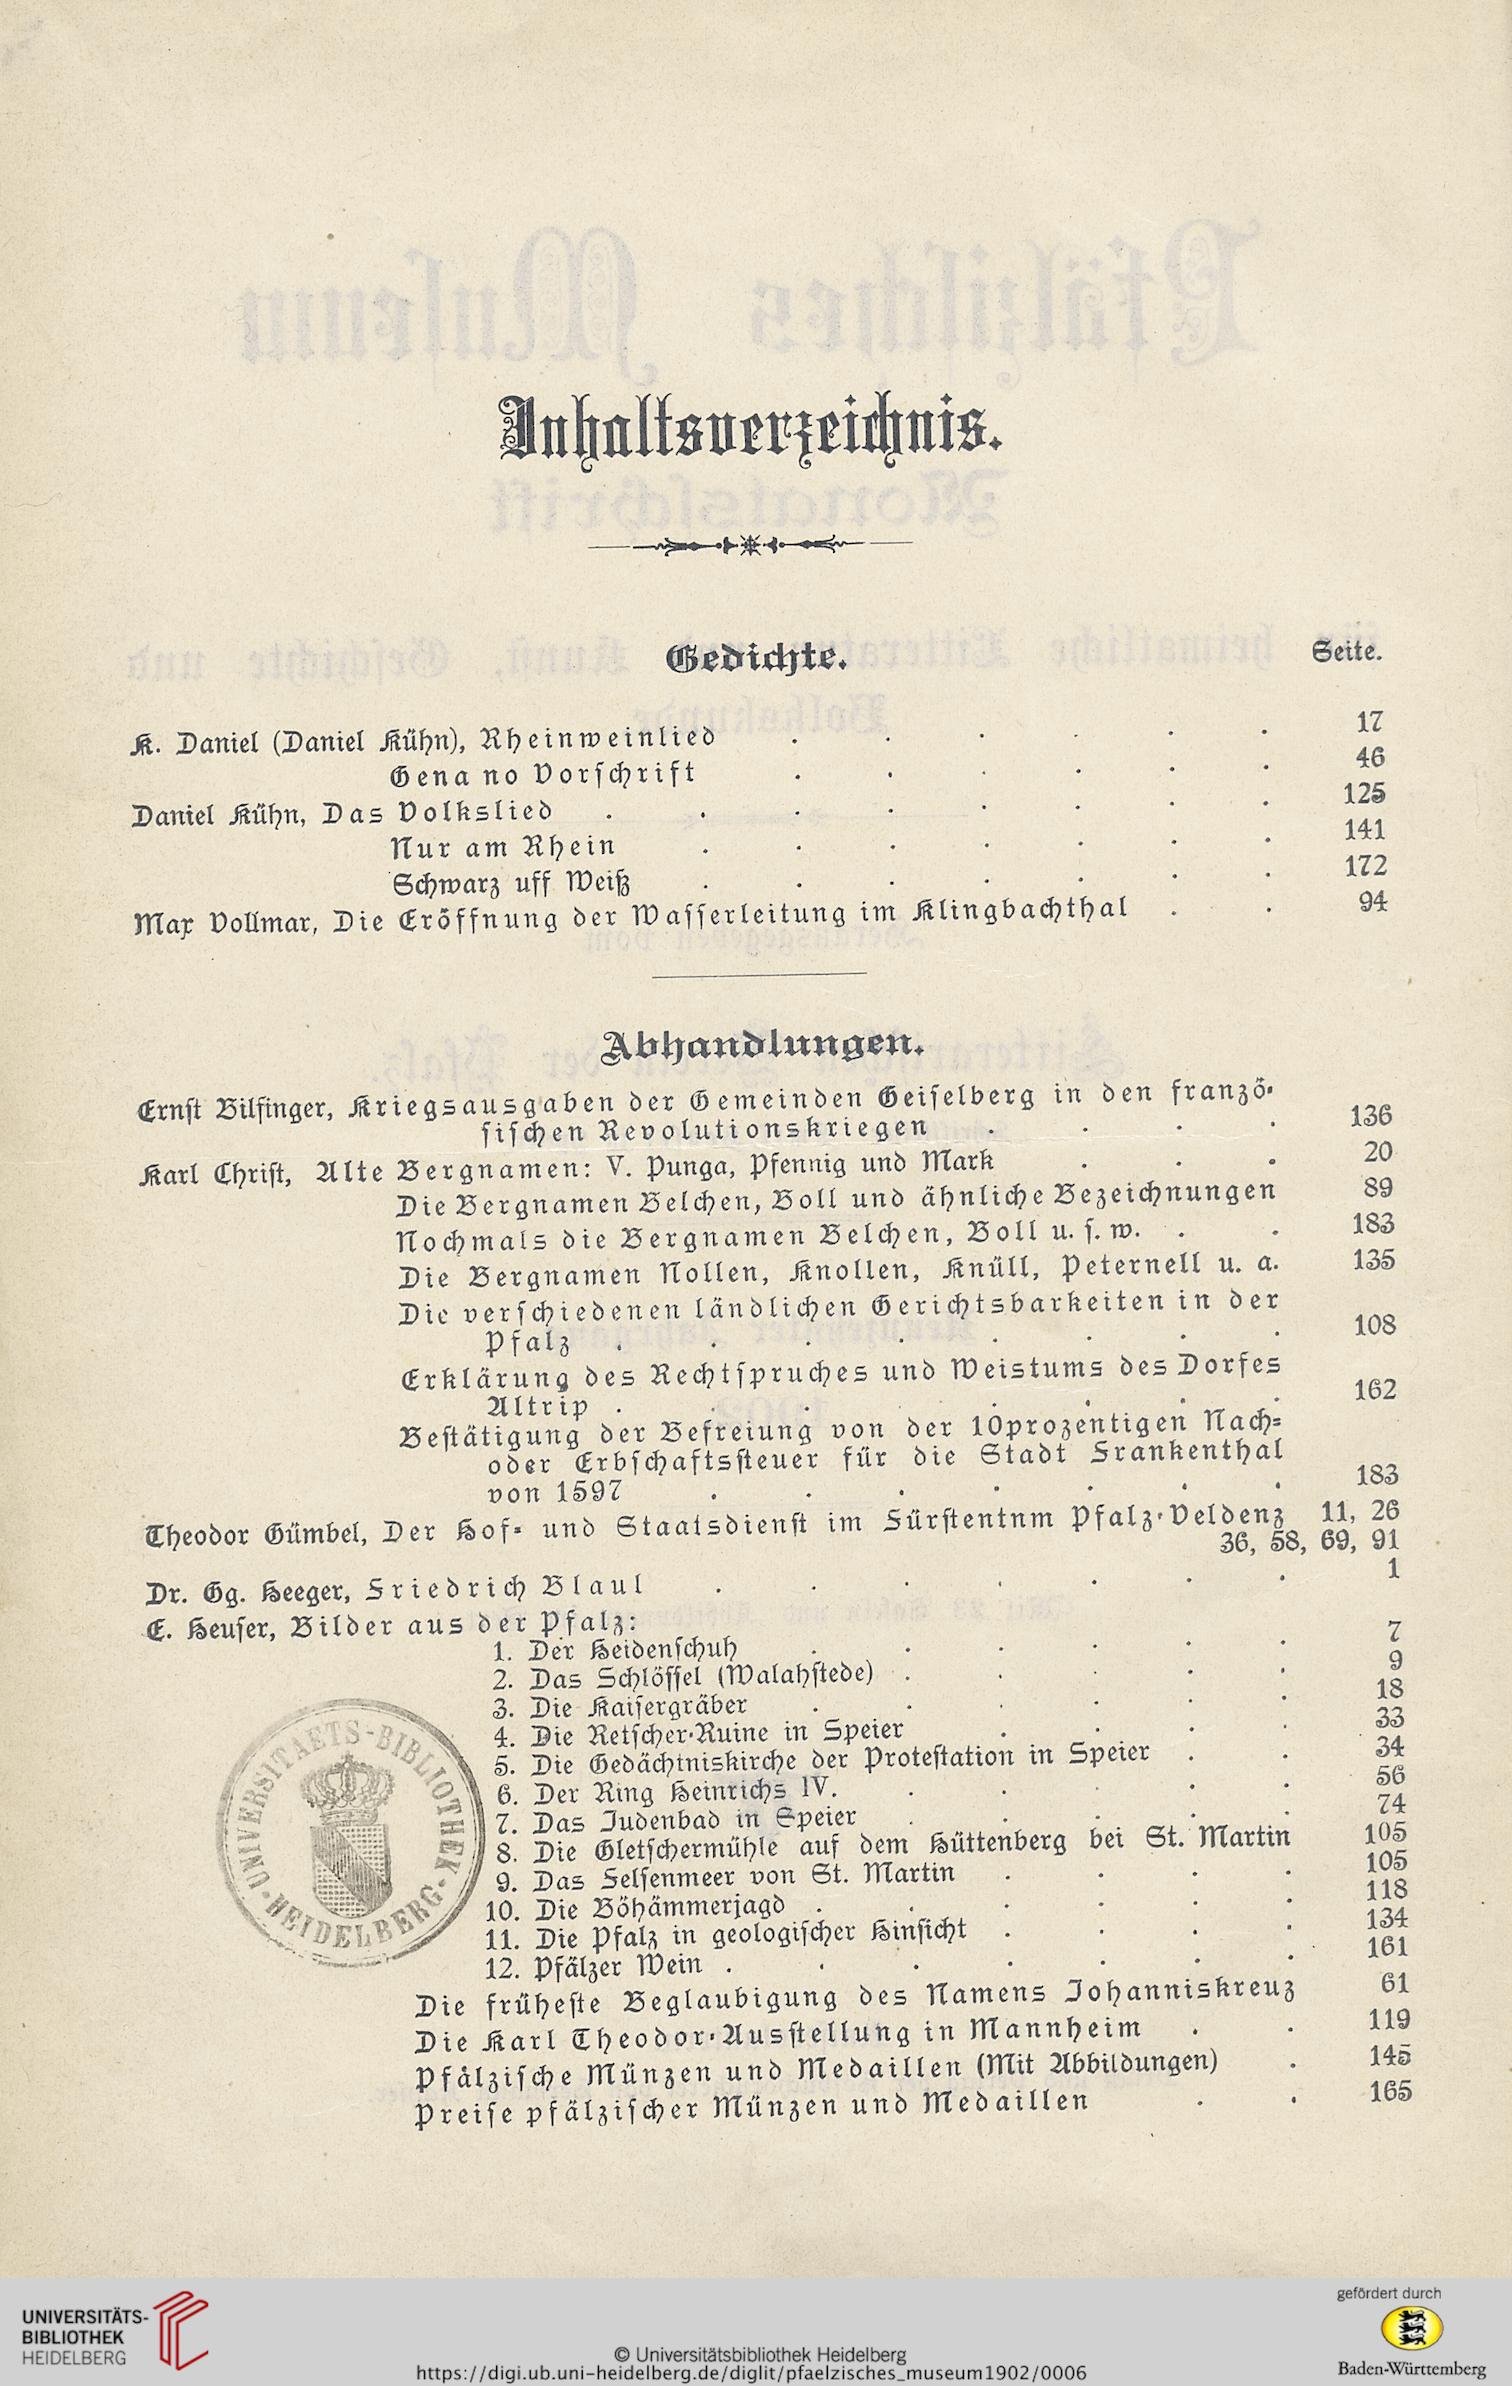 Inhaltsverzeichnis.
Gedichte. Seite.
K. Daniel (Daniel Kühn), Rheinweinlied . . . . . . 17
Gena no Vorschrift . . . . . . 46
Daniel Kühn, Das Volkslied . . . . . . . . 125
Nur am Rhein . . . . . . . 141
Schwarz uff Weiß . . . . . . . 172
Max Vollmar, Die Eröffnung der Wasserleitung im Klingbachthal . . 94
Abhandlungen.
Ernst Bilfinger, Kriegsausgaben der Gemeinden Geiselberg in den franzö-
sischen Revolutionskriegen . . . . 136
Karl Christ, Alte Bergnamen: V. Punga, Pfennig und Mark . . . 20
Die Bergnamen Belchen, Boll und ähnliche Bezeichnungen 89
Nochmals die Bergnamen Belchen, Boll u. s. w. . . 183
Die Bergnamen Nollen, Knollen, Knüll, Peternell u. a. 135
Die verschiedenen ländlichen Gerichtsbarkeiten in der
Pfalz . . . . . . . . 108
Erklärung des Rechtspruches und Weistums des Dorfes
Altrip . . . . . . . . 162
Bestätigung der Befreiung von der 10prozentigen Nach-
oder Erbschaftssteuer für die Stadt Frankenthal
von 1597 . . . . . . . 183
Theodor Gümbel, Der Hof- und Staatsdienst im Fürstentnm Pfalz-Veldenz 11, 26
36, 58, 69, 91
Dr. Gg. Heeger, Friedrich Blaul . . . . . . . 1
E. Heuser, Bilder aus der Pfalz:
1. Der Heidenschuh . . . . . . 7
2. Das Schlössel (Walahstede) . . . . . 9
3. Die Kaisergräber . . . . . . 18
4. Die Retscher-Ruine in Speier . . . . 33
5. Die Gedächtniskirche der Protestation in Speier . . 34
6. Der Ring Heinrichs IV. . . . . . 56
7. Das Judenbad in Speier . . . . . 74
8. Die Gletschermühle auf dem Hüttenberg bei St. Martin 105
9. Das Felsenmeer von St. Martin . . . . 105
10. Die Böhämmerjagd . . . . . . 118
11. Die Pfalz in geologischer Hinsicht . . . . 134
12. Pfälzer Wein . . . . . . . 161
Die früheste Beglaubigung des Namens Johanniskreuz 61
Die Karl Theodor-Ausstellung in Mannheim . . 119
Pfälzische Münzen und Medaillen (Mit Abbildungen) . 145
Preise pfälzischer Münzen und Medaillen . . 165
UNIVERSITAETS-BIBLIOTHEK
HEIDELBERG
UNIVERSITÄTS-
BIBLIOTHEK
HEIDELBERG
© Universitätsbibliothek Heidelberg
https://digi.ub.uni-heidelberg.de/diglit/pfaelzisches_museum1902/0006
gefördert durch
Baden-Württemberg